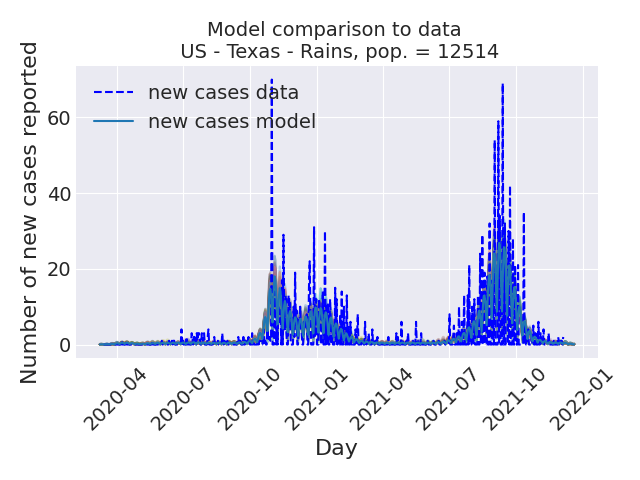 Model comparison to data
US - Texas - Rains, pop. = 12514
new cases data
new cases model
Number of new cases reported
60
40
20
0
2020-04
2020-07
2020-10
2021-01
2021-04
2021-07
2021-10
2022-01
Day